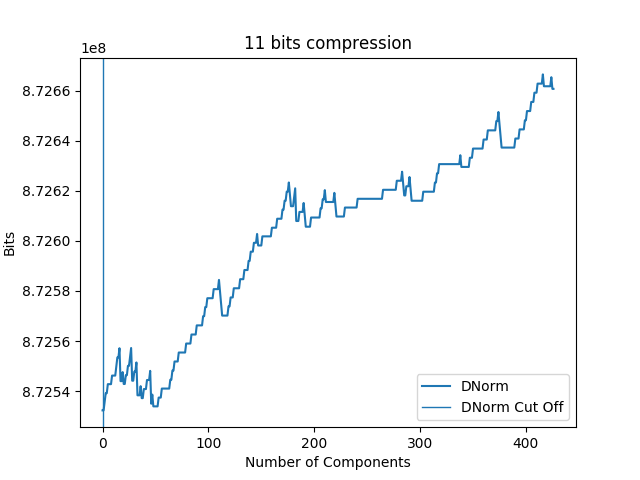 11 bits compression
1e8
8.7266
8.7264
8.7262
8.7260
8.7258
8.7256
8.7254
Bits
0 100 200 300 400
Number of Components
DNorm
DNorm Cut Off